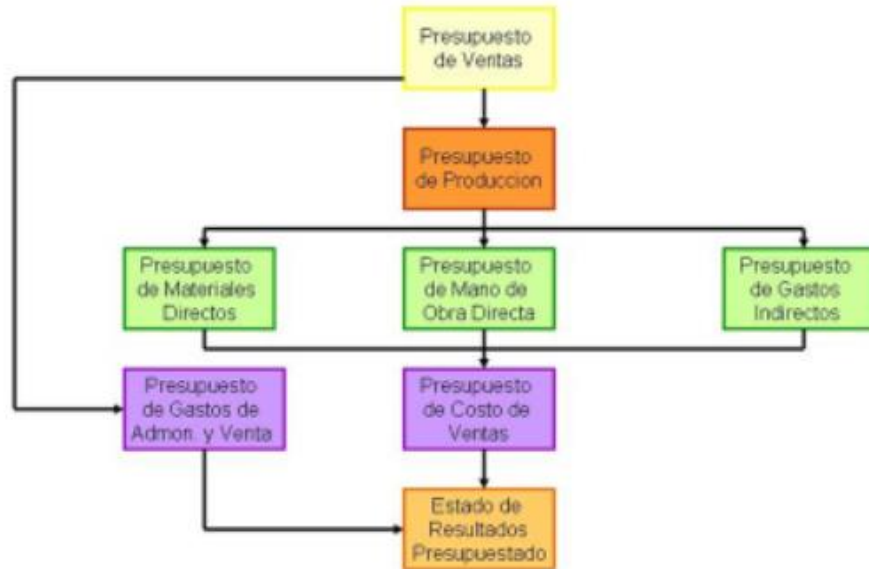 Presupuesto
de Ventas
Presupuesto
de Produccion
Presupuesto
de Materiales
Directos
Presupuesto
de Mano de
Obra Directa
Presupuesto
de Gastos
Indirectos
Presupuesto
de Gastos de
Admon. y Venta
Presupuesto
de Costo de
Ventas
Estado de
Resultados
Presupuestado